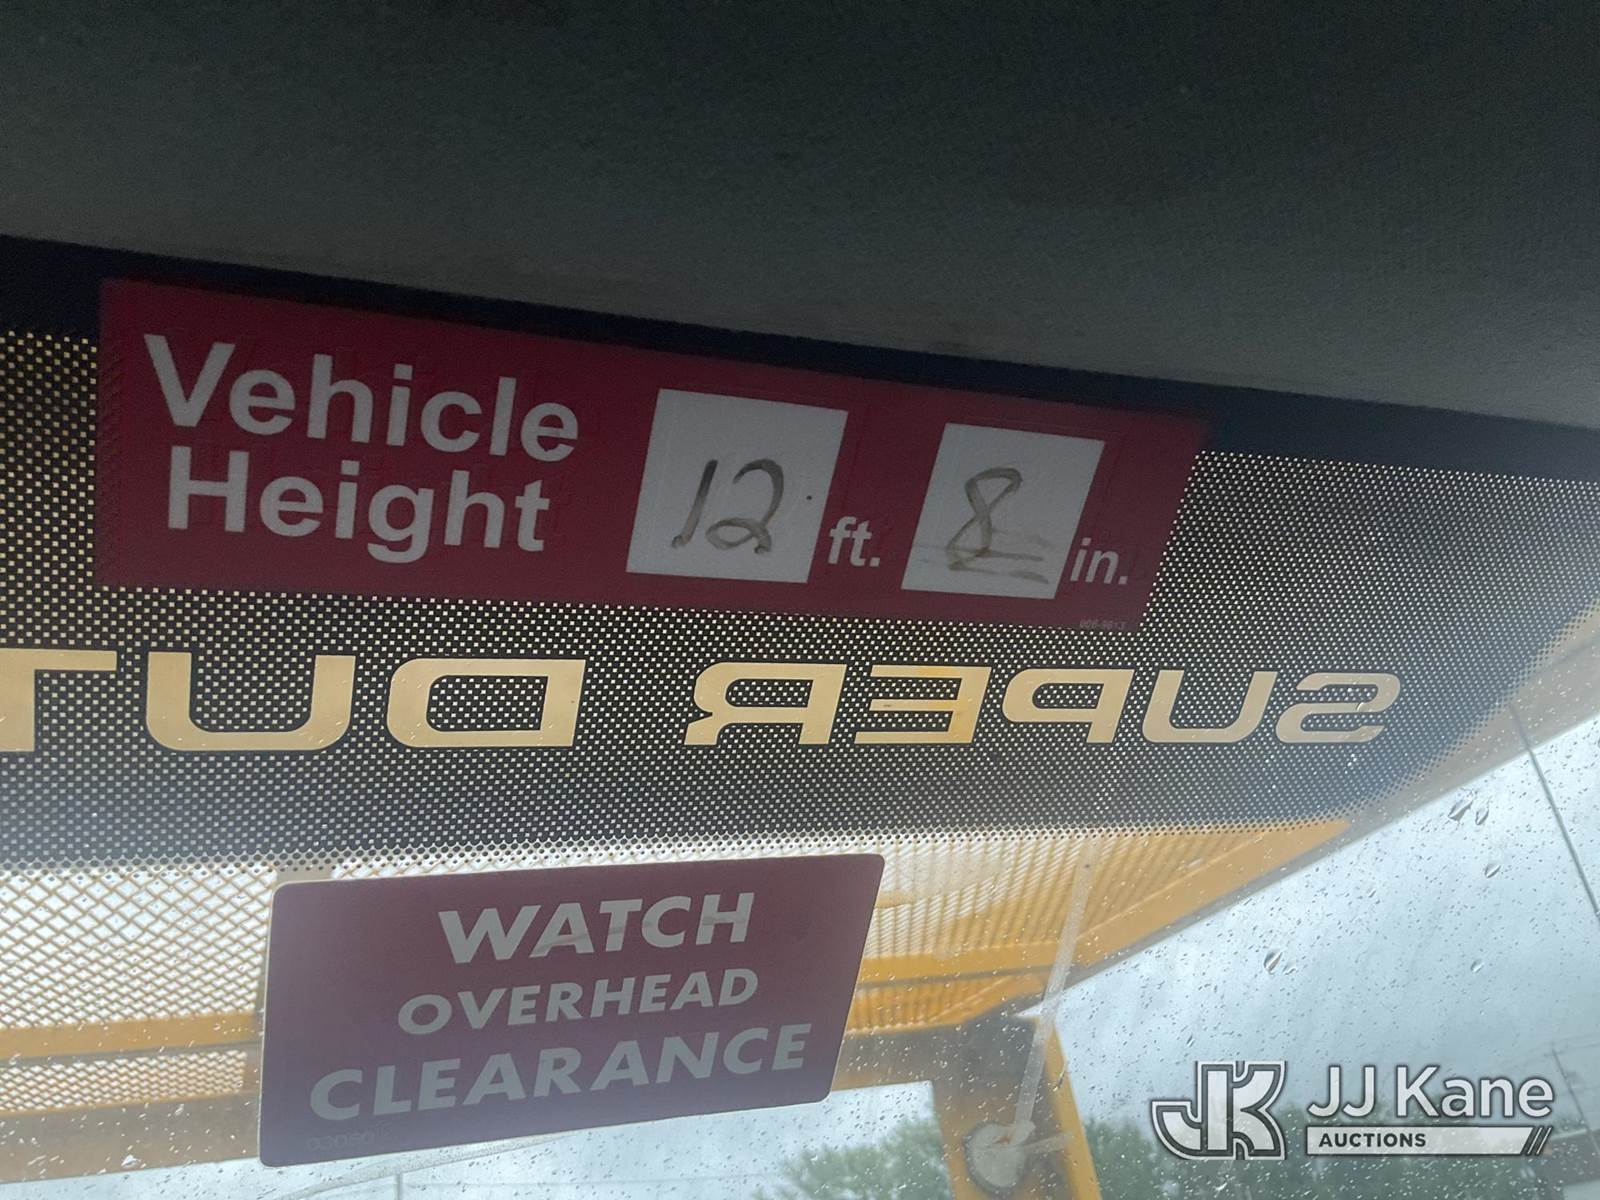 Vehicle
Height 12 ft. 8 in.
SUPER DUT
WATCH
OVERHEAD
CLEARANCE
JJ Kane
AUCTIONS